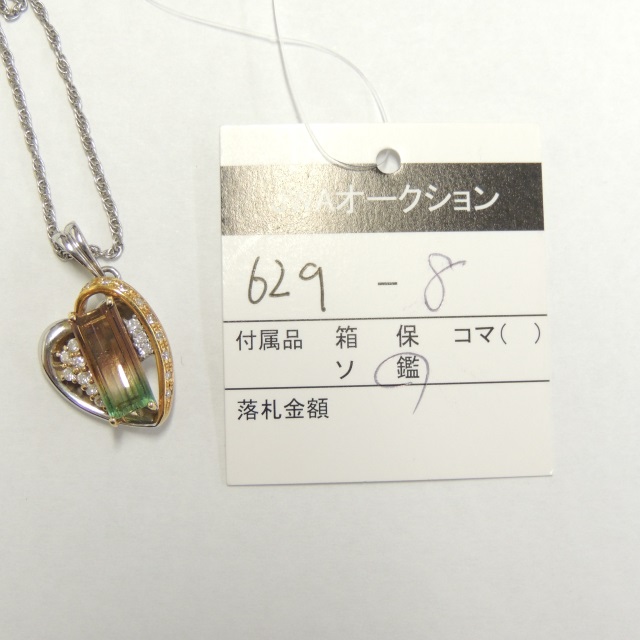 オークション
629 - 8
付属品 箱 保 コマ( )
ソ 鑑
落札金額